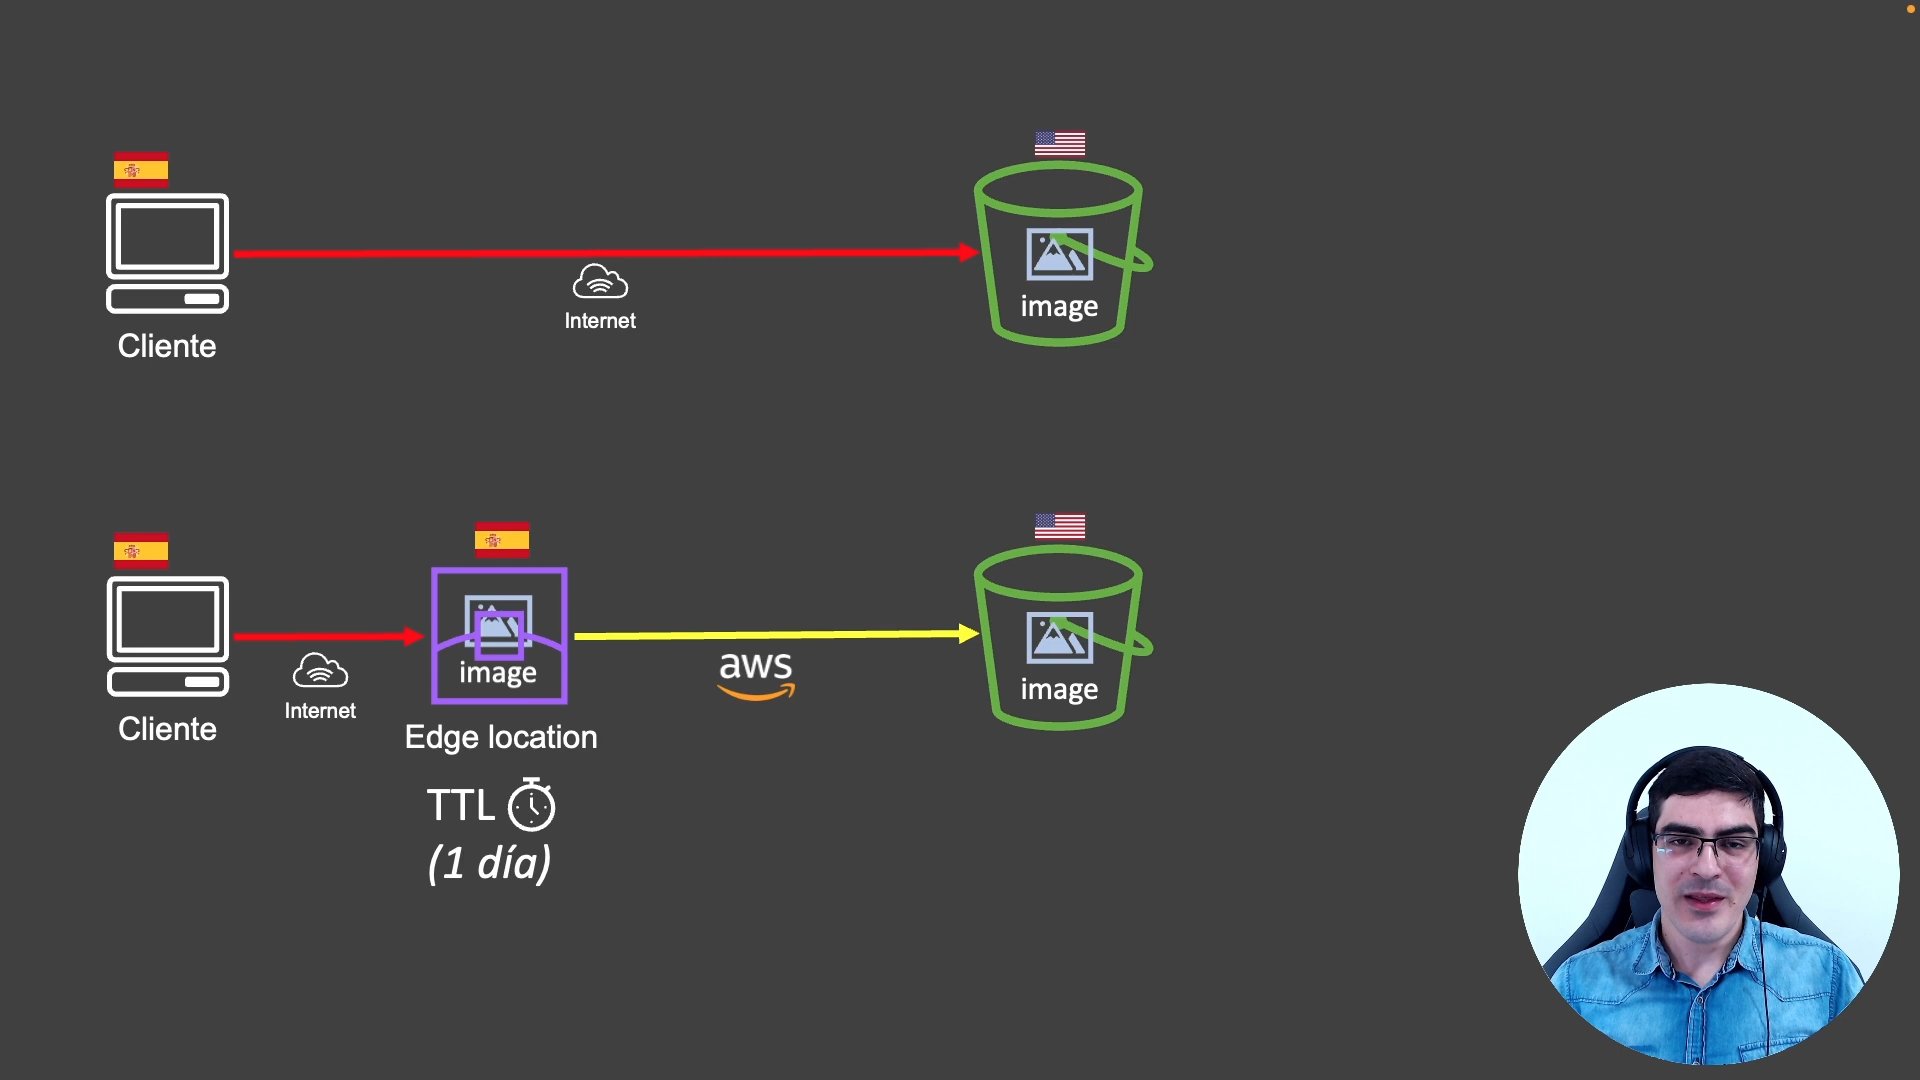 Internet
image
Cliente
image
Internet
aws
image
Cliente
Edge location
TTL
(1 día)